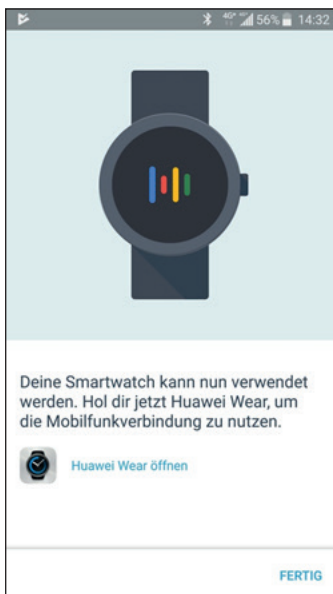 4G+ 56% 14:32
Deine Smartwatch kann nun verwendet
werden. Hol dir jetzt Huawei Wear, um
die Mobilfunkverbindung zu nutzen.
Huawei Wear öffnen
FERTIG